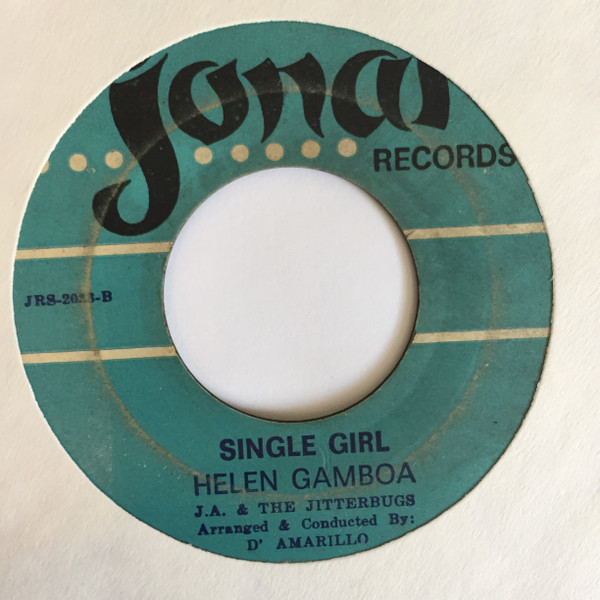 Jonal
RECORDS
SINGLE GIRL
HELEN GAMBOA
J.A. & THE JITTERBUGS
Arranged & Conducted By:
D' AMARILLO